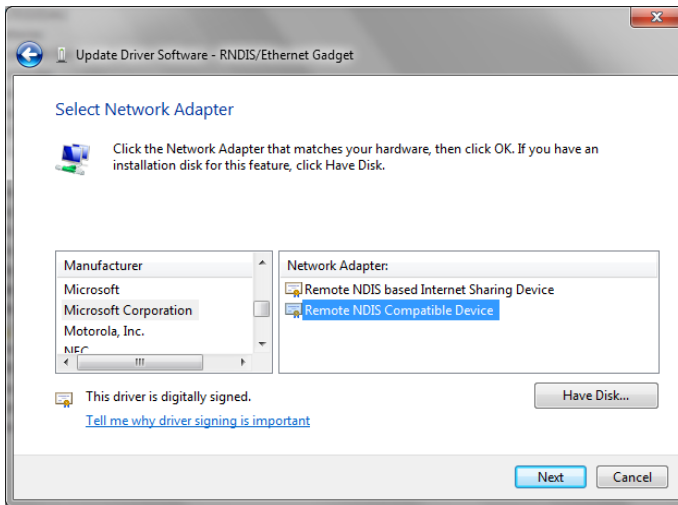 Update Driver Software - RNDIS/Ethernet Gadget
Select Network Adapter
Click the Network Adapter that matches your hardware, then click OK. If you have an
installation disk for this feature, click Have Disk.
Manufacturer
Microsoft
Microsoft Corporation
Motorola, Inc.
NEC
Network Adapter:
Remote NDIS based Internet Sharing Device
Remote NDIS Compatible Device
This driver is digitally signed.
Tell me why driver signing is important
Have Disk...
Next
Cancel